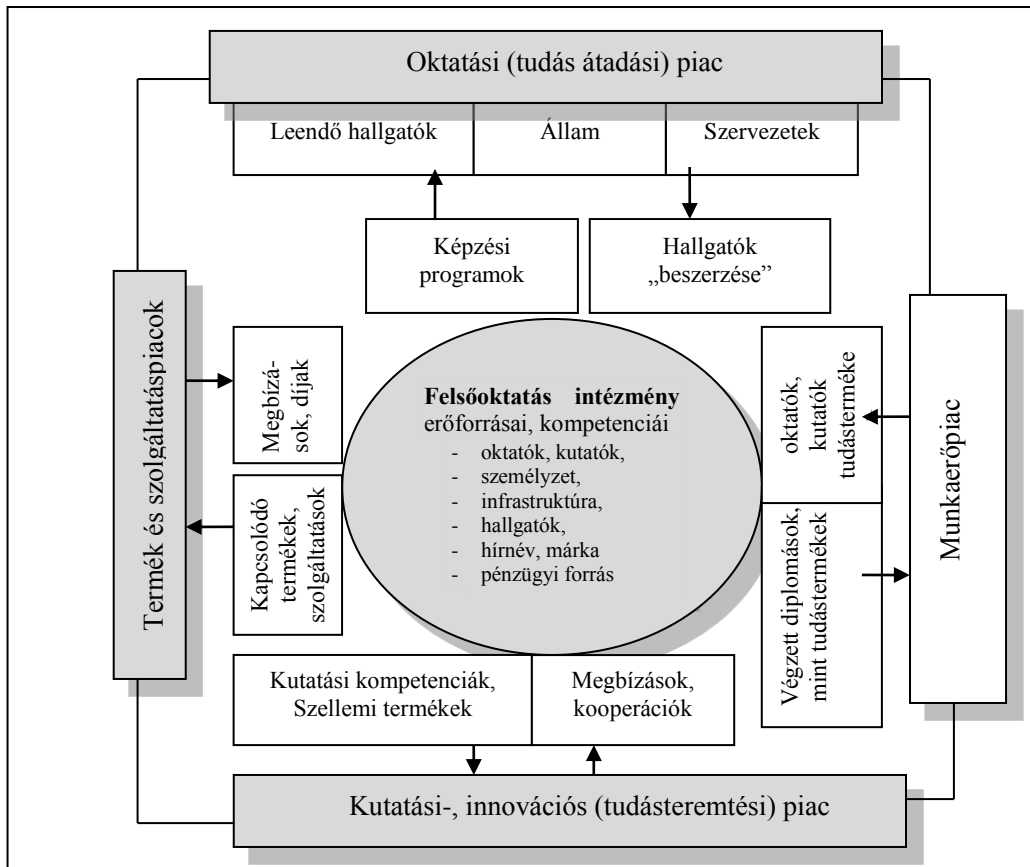 Oktatási (tudás átadási) piac
Leendő hallgatók
Állam
Szervezetek
Képzési
programok
Hallgatók
„beszerzése”
Termék és szolgáltatáspiacok
Megbízá-
sok, díjak
Kapcsolódó
termékek,
szolgáltatások
Felsőoktatás intézmény
erőforrásai, kompetenciái
- oktatók, kutatók,
- személyzet,
- infrastruktúra,
- hallgatók,
- hírnév, márka
- pénzügyi forrás
oktatók,
kutatók
tudásterméke
Végzett diplomások,
mint tudástermékek
Munkaerőpiac
Kutatási kompetenciák,
Szellemi termékek
Megbízások,
kooperációk
Kutatási-, innovációs (tudásteremtési) piac